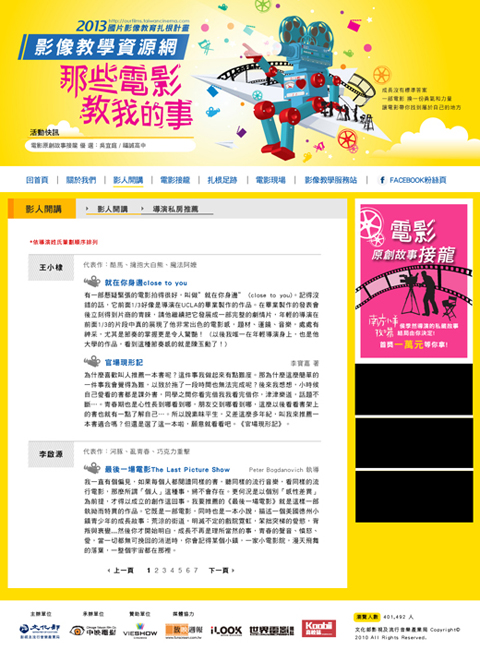 http://ourfilms.taiwancinema.com
2013國片影像教育扎根計畫
影像教學資源網
那些電影
教我的事
成長沒有標準答案
一部電影 擁一份勇氣和力量
讓電影帶你找到屬於自己的地方
活動快訊
電影原創故事接龍 優 選：吳宜庭 / 福誠高中
回首頁
關於我們
影人開講
電影接龍
扎根足跡
電影現場
影像教學服務站
FACEBOOK粉絲頁
影人開講
影人開講
導演私房推薦
*依導演姓氏筆劃順序排列
王小棣
代表作：酷馬、擁抱大白熊、魔法阿嬤
就在你身邊close to you
有一部懸疑緊張的電影拍得很好，叫做"就在你身邊"（close to you)，記得沒
錯的話，它前面1/3好像是導演在UCLA的畢業製作的作品，在畢業製作的發表會
後立刻得到片商的青睞，請他繼續把它發展成一部完整的劇情片，年輕的導演在
前面1/3的片段中真的展現了他非常出色的電影感，題材、運鏡、音樂，處處有
紳采，尤其是節奏的掌握更是令人驚豔！（以後我唯一在年輕導演身上，也是他
大學的作品，看到這種節奏感的就是陳玉勳了！）
官場現形記
李寶嘉 著
為什麼喜歡叫人推薦一本書呢？這件事我做起來有點難度。那為什麼這麼簡單的
一件事我會覺得為難，以致於拖了一段時間也無法完成呢？後來我想想，小時候
自己愛看的書都是課外書，同學之間你看完借我我看完借你，津津樂道，話題不
斷…。青春期也是心性長到哪看到哪、朋友交到哪看到哪，這麼以後看看書架上
的書也就有一點了解自己…。所以說氣味平生，又差這麼多年紀，叫我來推薦一
本書適合嗎？但還是選了這一本啦，願意就看看吧。《官場現形記》。
李啟源
代表作：河豚、亂青春、巧克力重擊
最後一場電影The Last Picture Show
Peter Bogdanovich 執導
我一直有個偏見，如果每個人都閱讀同樣的書、聽同樣的流行音樂、看同樣的流
行電影，那麼所謂「個人」這種事，將不會存在。更何況是以個別「感性差異」
為前提，才得以成立的創作這回事。我要推薦的《最後一場電影》就是這樣一部
執拗而特異的作品，它既是一部電影，同時也是一本小說，描述一個美國德州小
鎮青少年的成長故事：荒涼的街道、明滅不定的戲院霓虹、笨拙突梯的愛慾、背
叛與衰變…。然後你才開始明白，成長不再是理所當然的事，青春的聲音、憤怒、
愛，當一切都無可挽回的消逝時，你會記得某個小鎮，一家小電影院，漫天飛舞
的落葉，一整個宇宙都在那裡。
上一頁 1 2 3 4 5 6 7 下一頁
電影
原創故事接龍
侯季然導演的私藏故事
結局由你決定！
首獎一萬元等你拿！
主辦單位
承辦單位
贊助單位
媒體協力
文化部
中映電影
VIESHOW
iLOOK
世界電影
瀏覽人數 401,492 人
文化部影視及流行音樂產業局 Copyright©
2010 All Rights Reserved.